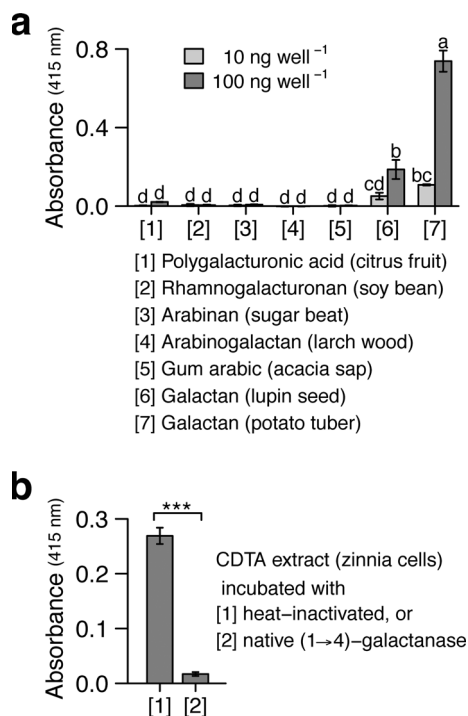 a
Absorbance (415 nm)
0.8
0.4
0.0
10 ng well⁻¹
100 ng well⁻¹
d d d d d d d d d d cd b bc a
[1] [2] [3] [4] [5] [6] [7]
[1] Polygalacturonic acid (citrus fruit)
[2] Rhamnogalacturonan (soy bean)
[3] Arabinan (sugar beat)
[4] Arabinogalactan (larch wood)
[5] Gum arabic (acacia sap)
[6] Galactan (lupin seed)
[7] Galactan (potato tuber)
b
Absorbance (415 nm)
0.3
0.2
0.1
0.0
***
[1] [2]
CDTA extract (zinnia cells)
incubated with
[1] heat−inactivated, or
[2] native (1→4)−galactanase